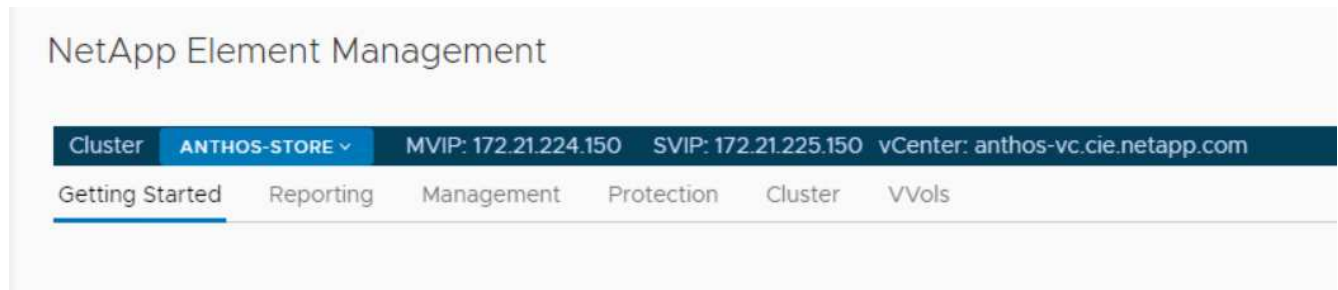 NetApp Element Management
Cluster ANTHOS-STORE MVIP: 172.21.224.150 SVIP: 172.21.225.150 vCenter: anthos-vc.cie.netapp.com
Getting Started Reporting Management Protection Cluster VVols